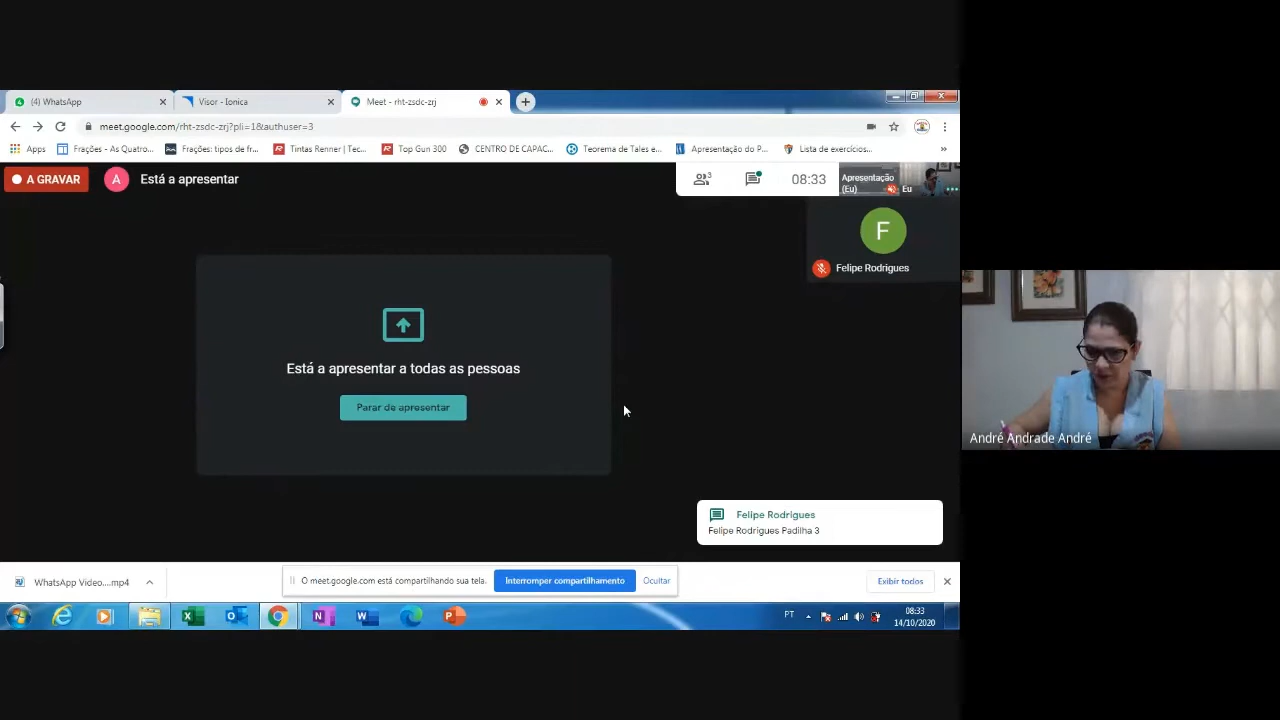 (4) WhatsApp
Visor - Ionica
Meet - rht-zsdc-zrj
meet.google.com/rht-zsdc-zrj?pli=1&authuser=3
Apps
Frações - As Quatro...
Frações: tipos de fr...
Tintas Renner | Tec...
Top Gun 300
CENTRO DE CAPAC...
Teorema de Tales e...
Apresentação do P...
Lista de exercícios...
»
A GRAVAR
A
Está a apresentar
3
08:33
Apresentação
(Eu)
Eu
F
Felipe Rodrigues
Está a apresentar a todas as pessoas
Parar de apresentar
André Andrade André
Felipe Rodrigues
Felipe Rodrigues Padilha 3
WhatsApp Video....mp4
O meet.google.com está compartilhando sua tela.
Interromper compartilhamento
Ocultar
Exibir todos
PT
08:33
14/10/2020